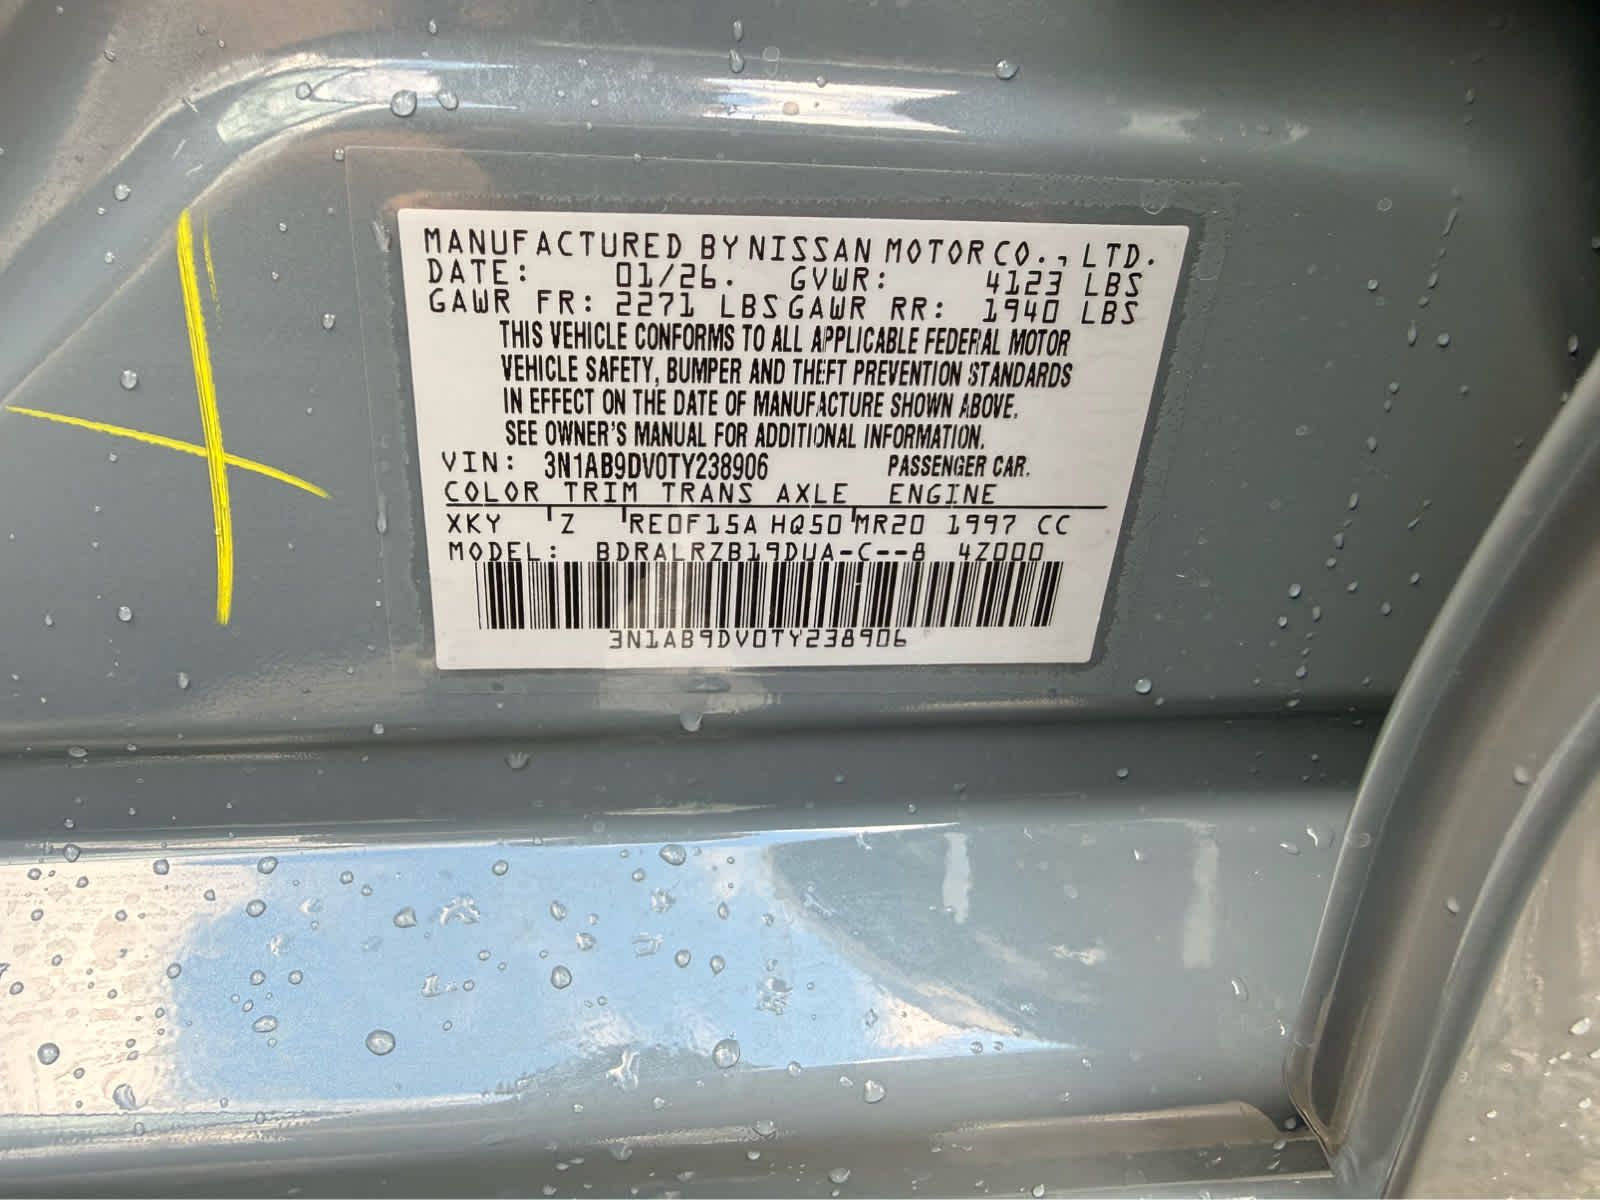 MANUFACTURED BY NISSAN MOTOR CO., LTD.
DATE: 01/26. GVWR: 4123 LBS
GAWR FR: 2271 LBS GAWR RR: 1940 LBS
THIS VEHICLE CONFORMS TO ALL APPLICABLE FEDERAL MOTOR
VEHICLE SAFETY, BUMPER AND THEFT PREVENTION STANDARDS
IN EFFECT ON THE DATE OF MANUFACTURE SHOWN ABOVE.
SEE OWNER'S MANUAL FOR ADDITIONAL INFORMATION.
VIN: 3N1AB9DV0TY238906 PASSENGER CAR.
COLOR TRIM TRANS AXLE ENGINE
XKY Z RE0F15A HQ50 MR20 1997 CC
MODEL: BDRALRZB19DUA-C--8 4Z000
3N1AB9DV0TY238906